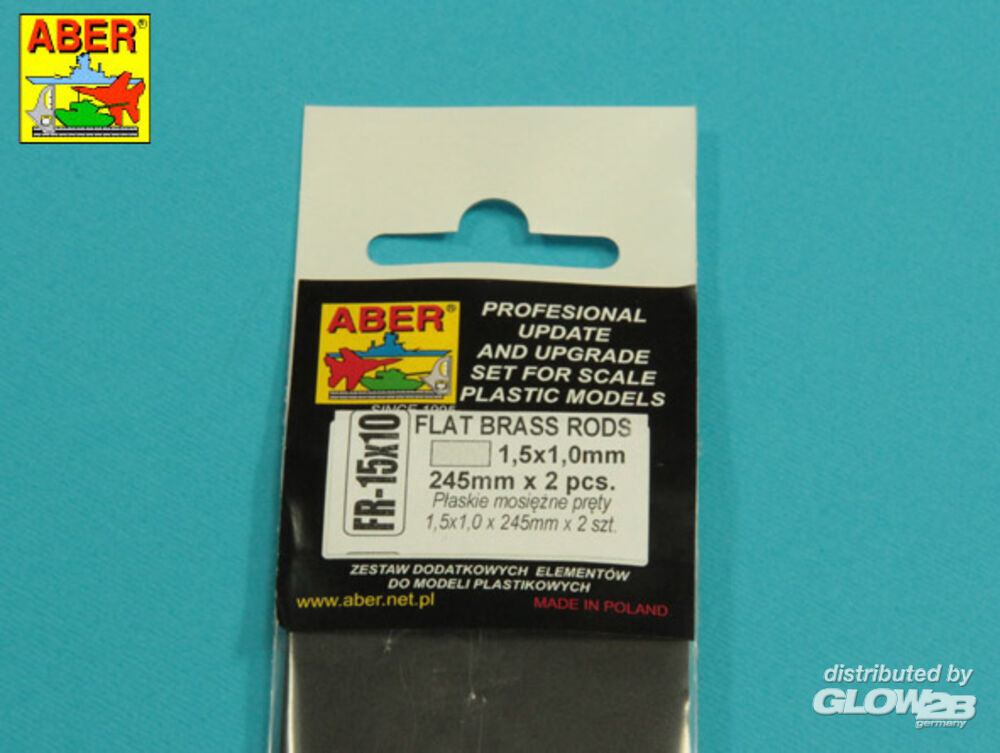 ABER®
ABER®
PROFESIONAL
UPDATE
AND UPGRADE
SET FOR SCALE
PLASTIC MODELS
SINCE 1995
FR-15x10
FLAT BRASS RODS
1,5x1,0mm
245mm x 2 pcs.
Płaskie mosiężne pręty
1,5x1,0 x 245mm x 2 szt.
ZESTAW DODATKOWYCH ELEMENTÓW
DO MODELI PLASTIKOWYCH
www.aber.net.pl
MADE IN POLAND
distributed by
GLOW2B
germany